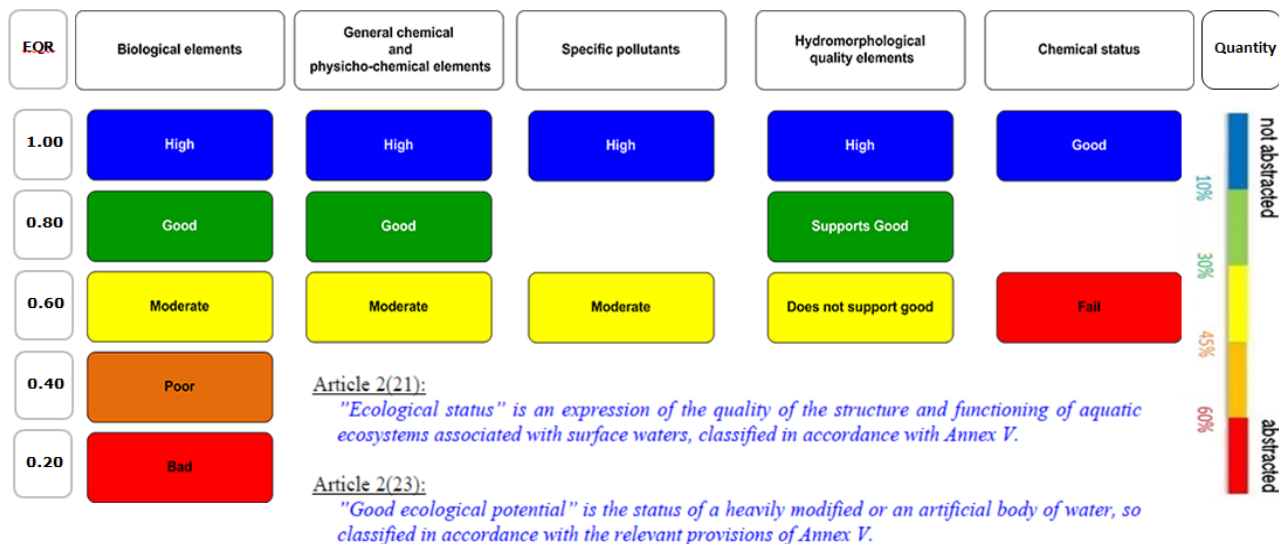 EQR
Biological elements
General chemical
and
physicho-chemical elements
Specific pollutants
Hydromorphological
quality elements
Chemical status
Quantity
1.00
High
High
High
High
Good
0.80
Good
Good
Supports Good
0.60
Moderate
Moderate
Moderate
Does not support good
Fail
0.40
Poor
0.20
Bad
not abstracted
10%
30%
45%
60%
abstracted
Article 2(21):
"Ecological status" is an expression of the quality of the structure and functioning of aquatic
ecosystems associated with surface waters, classified in accordance with Annex V.
Article 2(23):
"Good ecological potential" is the status of a heavily modified or an artificial body of water, so
classified in accordance with the relevant provisions of Annex V.